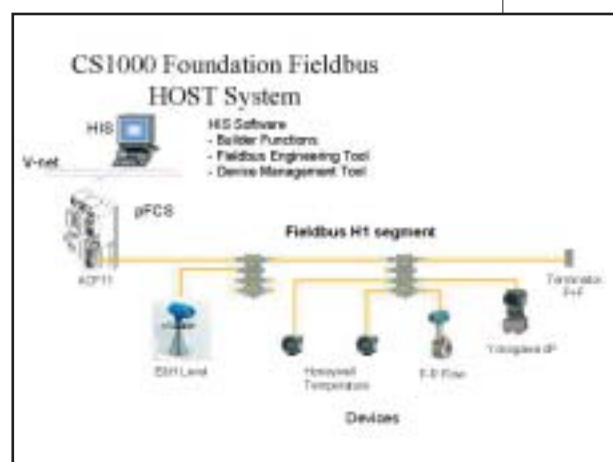 CS1000 Foundation Fieldbus
HOST System
HIS
HIS Software
- Builder Functions
- Fieldbus Engineering Tool
- Device Management Tool
V-net
pFCS
Fieldbus H1 segment
ACF11
Terminator
P+F
E&H Level
Honeywell
Temperature
Flow
Yokogawa dP
Devices